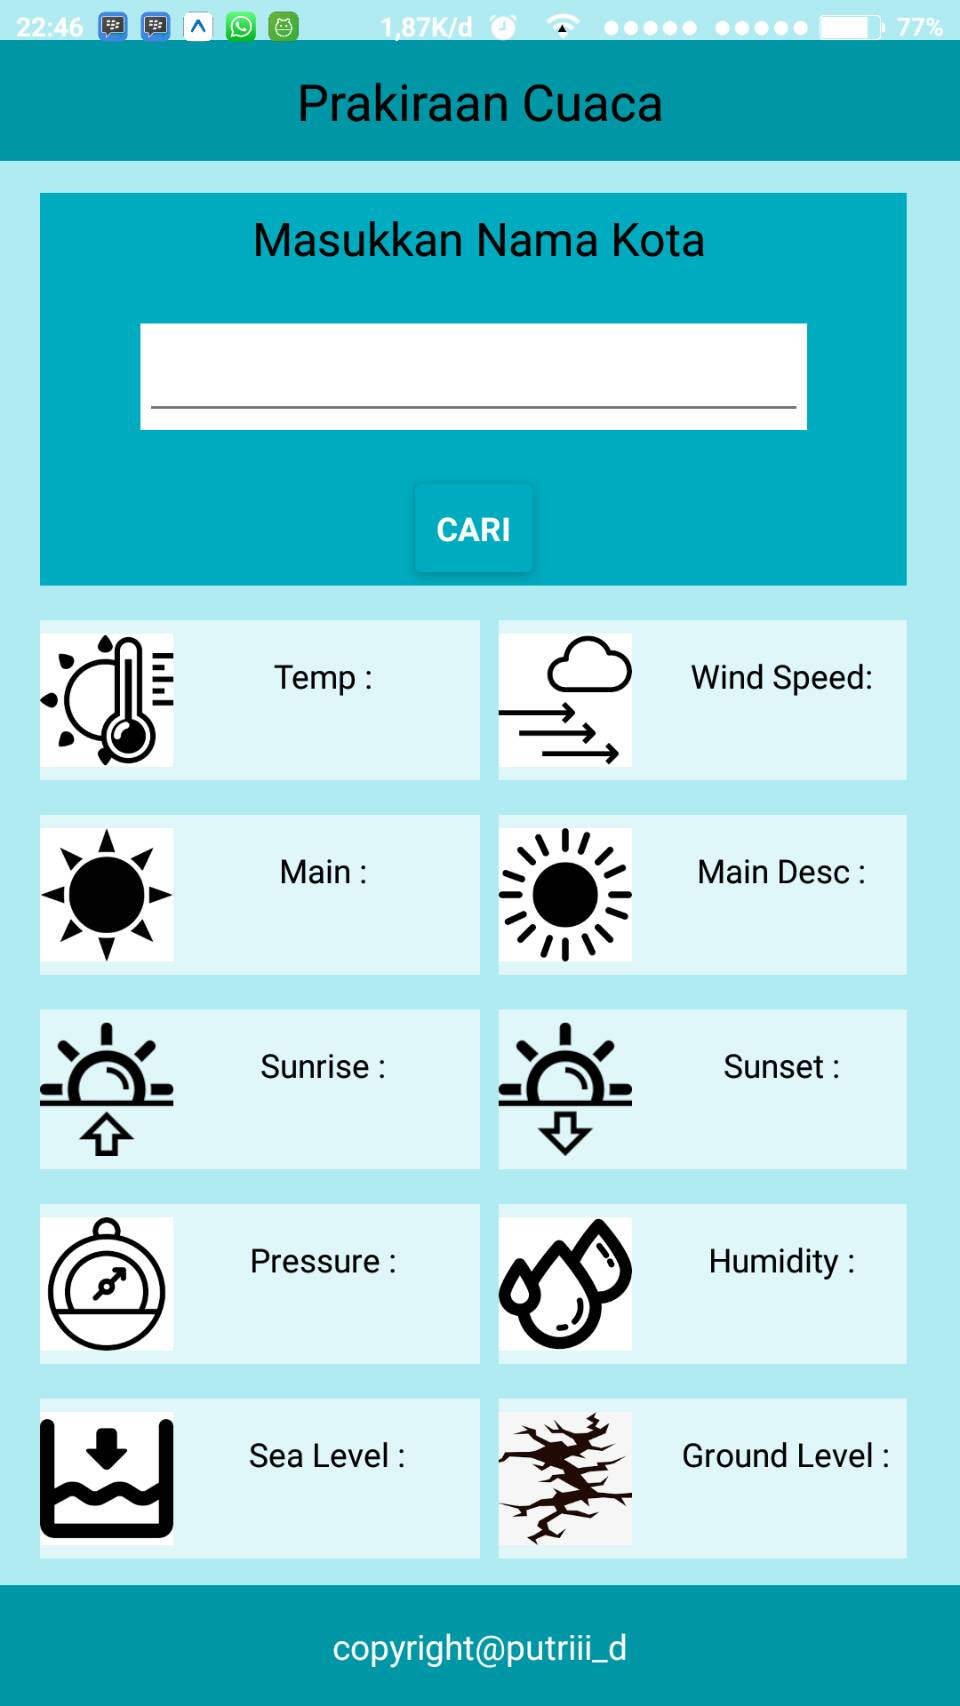 22:46 1,87K/d 77%
Prakiraan Cuaca
Masukkan Nama Kota
CARI
Temp : Wind Speed:
Main : Main Desc :
Sunrise : Sunset :
Pressure : Humidity :
Sea Level : Ground Level :
copyright@putriii_d